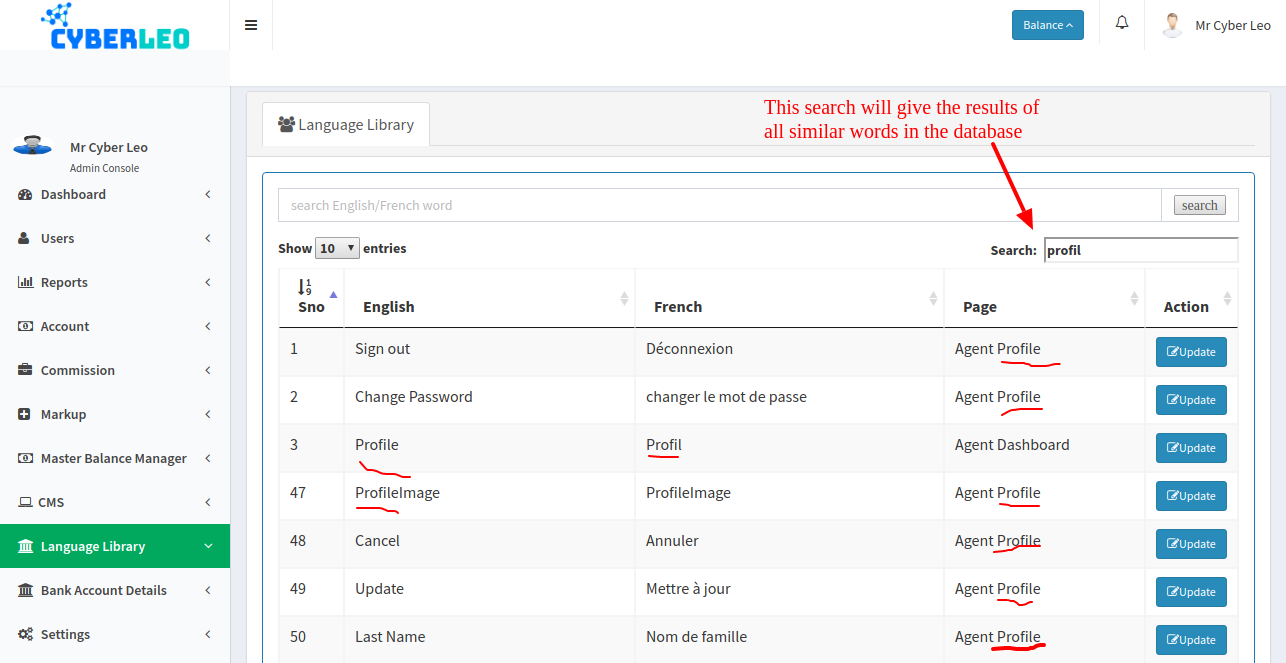 CYBERLEO
Balance
Mr Cyber Leo
Mr Cyber Leo
Admin Console
Dashboard
Users
Reports
Account
Commission
Markup
Master Balance Manager
CMS
Language Library
Bank Account Details
Settings
Language Library
This search will give the results of
all similar words in the database
search English/French word
search
Show 10 entries
Search: profil
Sno English French Page Action
1 Sign out Déconnexion Agent Profile Update
2 Change Password changer le mot de passe Agent Profile Update
3 Profile Profil Agent Dashboard Update
47 ProfileImage ProfileImage Agent Profile Update
48 Cancel Annuler Agent Profile Update
49 Update Mettre à jour Agent Profile Update
50 Last Name Nom de famille Agent Profile Update